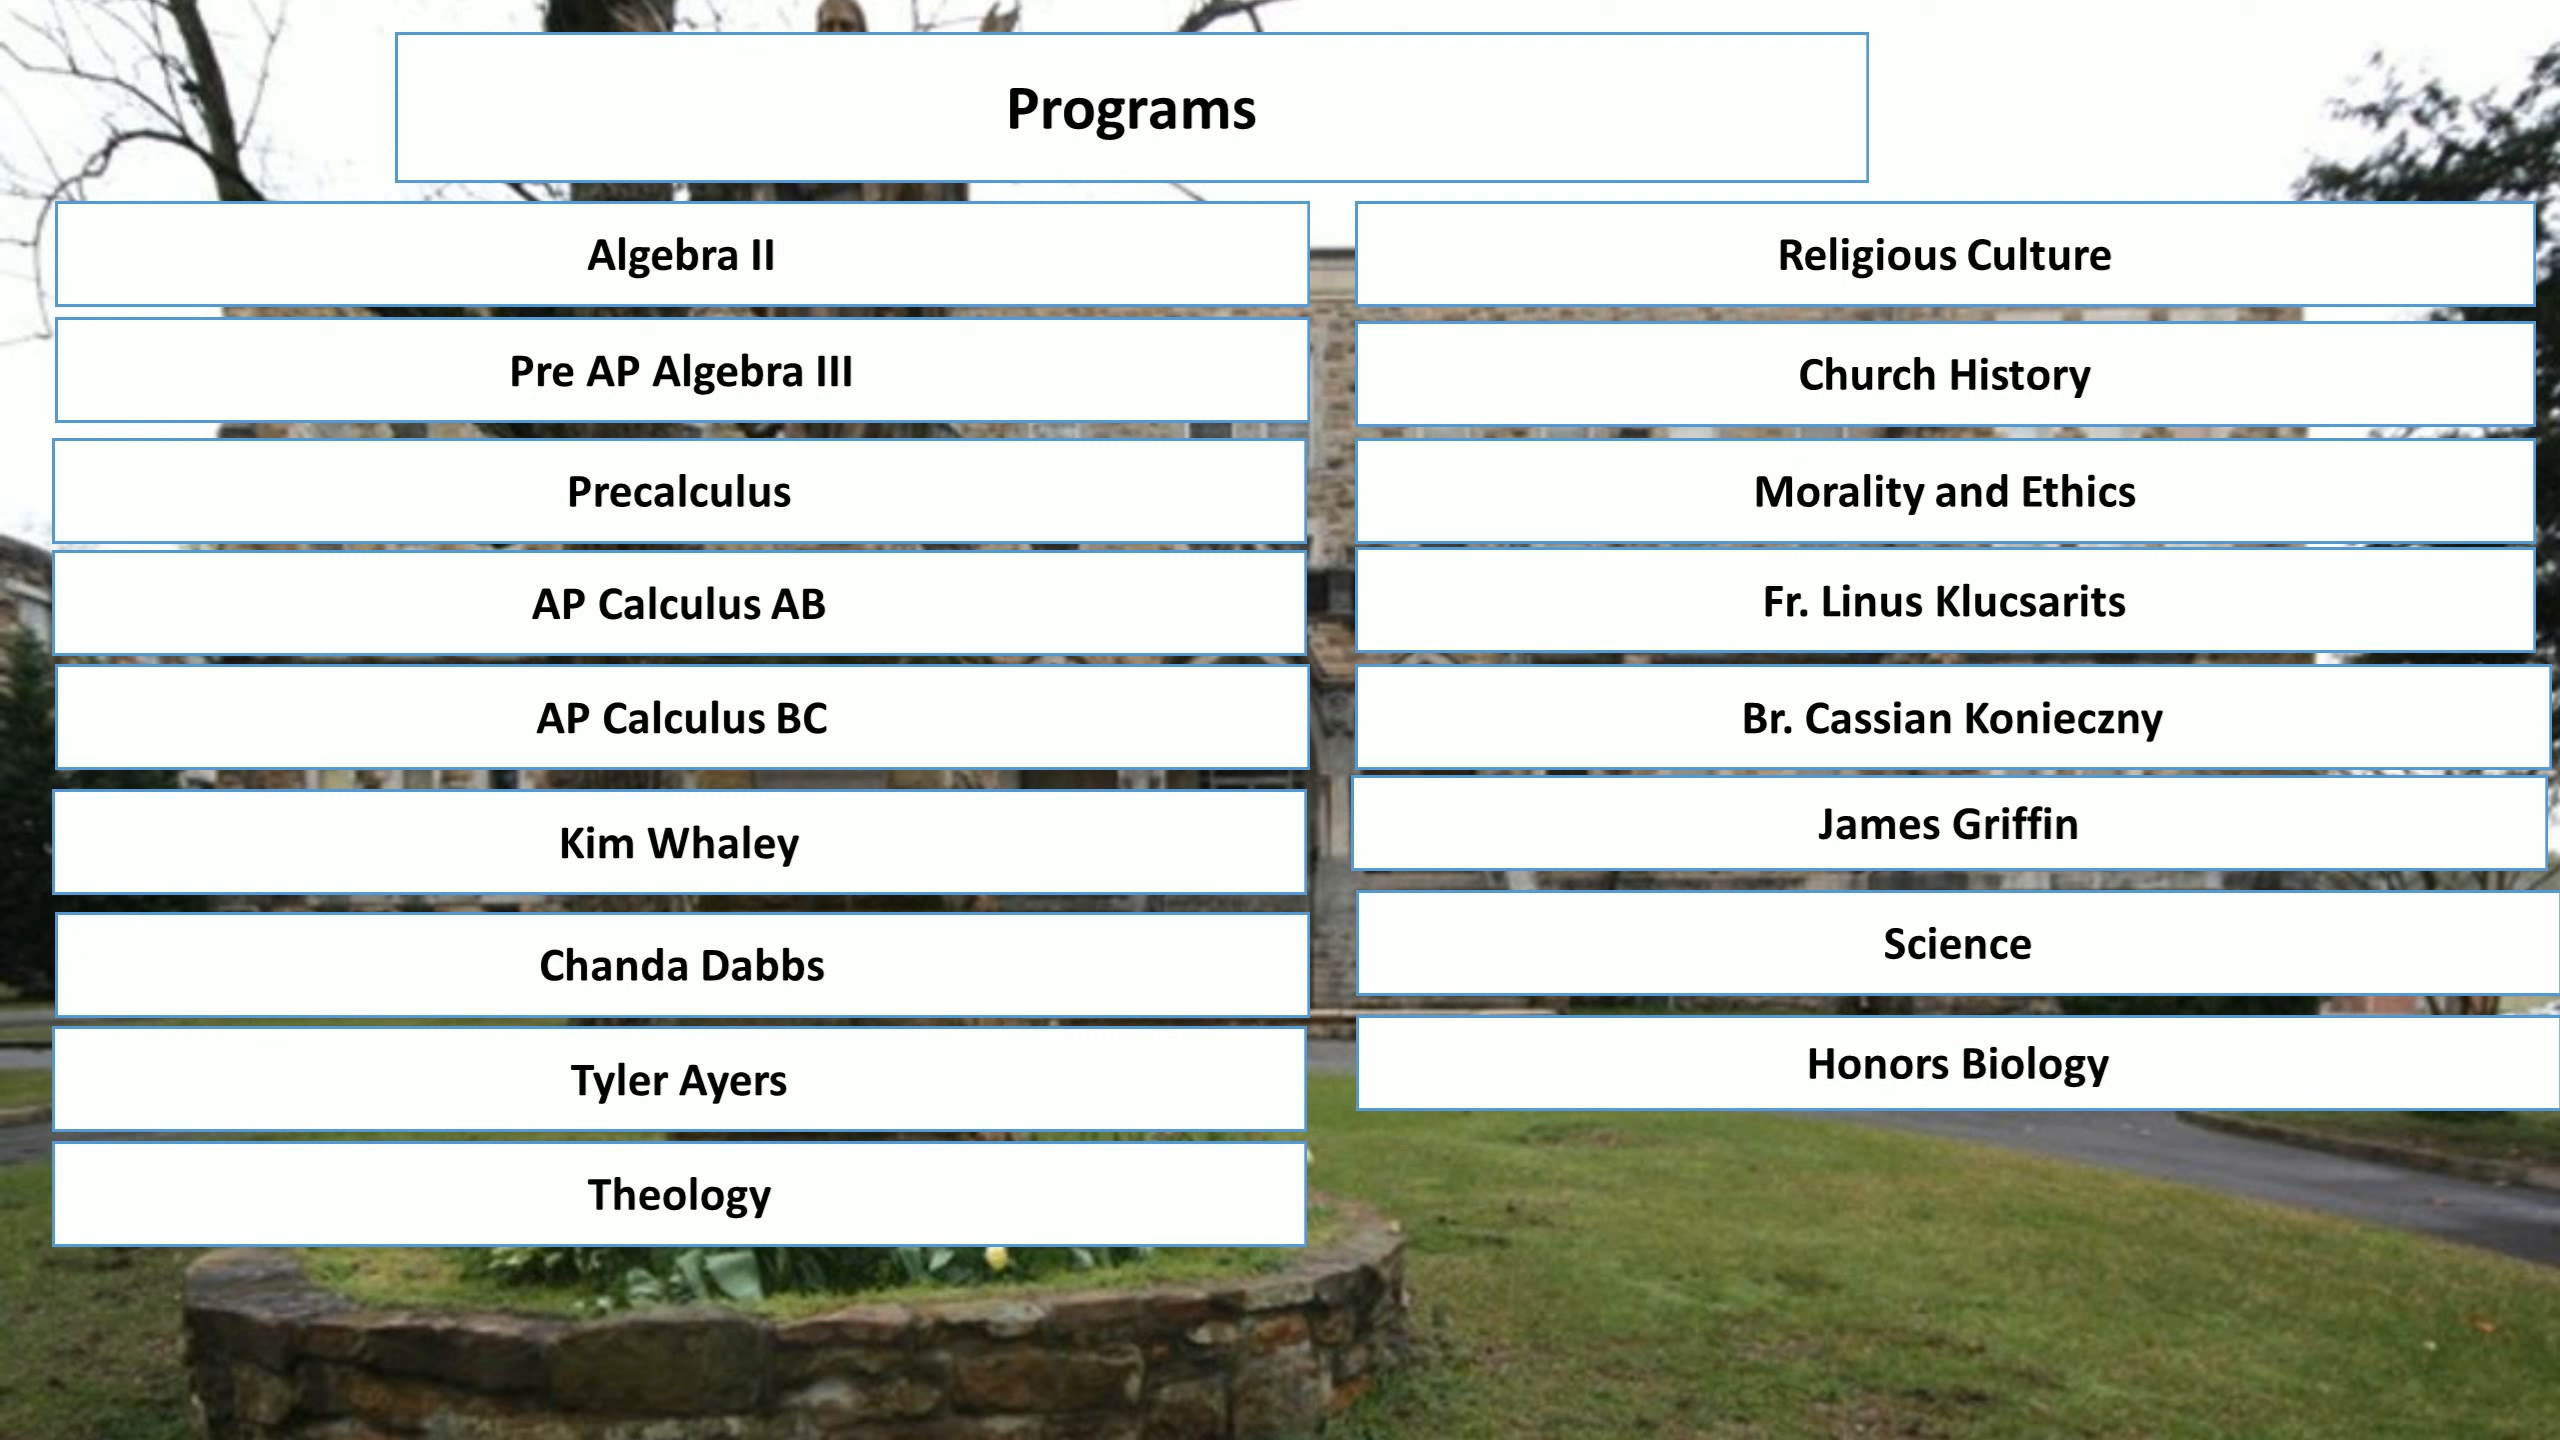 Programs
Algebra II
Pre AP Algebra III
Precalculus
AP Calculus AB
AP Calculus BC
Kim Whaley
Chanda Dabbs
Tyler Ayers
Theology
Religious Culture
Church History
Morality and Ethics
Fr. Linus Klucsarits
Br. Cassian Konieczny
James Griffin
Science
Honors Biology